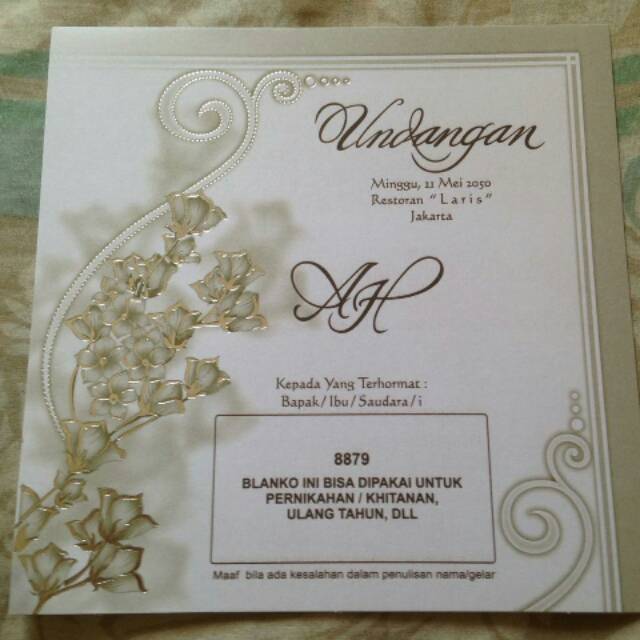 Undangan
Minggu, 11 Mei 2050
Restoran "Laris"
Jakarta
AH
Kepada Yang Terhormat :
Bapak / Ibu / Saudara / i
8879
BLANKO INI BISA DIPAKAI UNTUK
PERNIKAHAN / KHITANAN,
ULANG TAHUN, DLL
Maaf bila ada kesalahan dalam penulisan nama/gelar